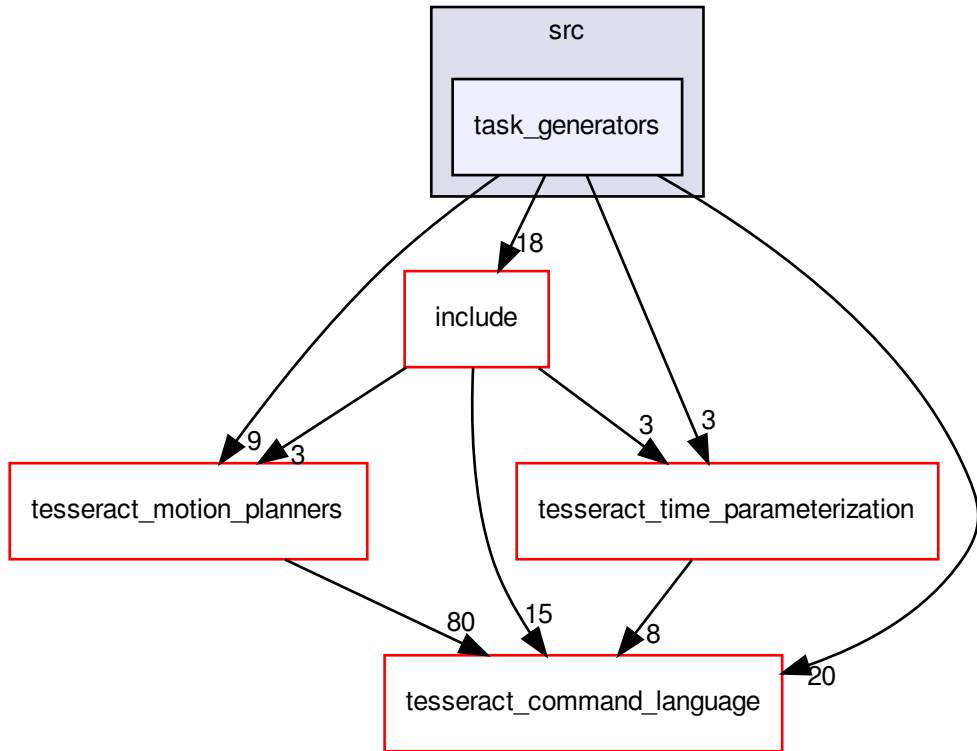 src
task_generators
18
include
9
3
3
3
tesseract_motion_planners
tesseract_time_parameterization
80
15
8
20
tesseract_command_language